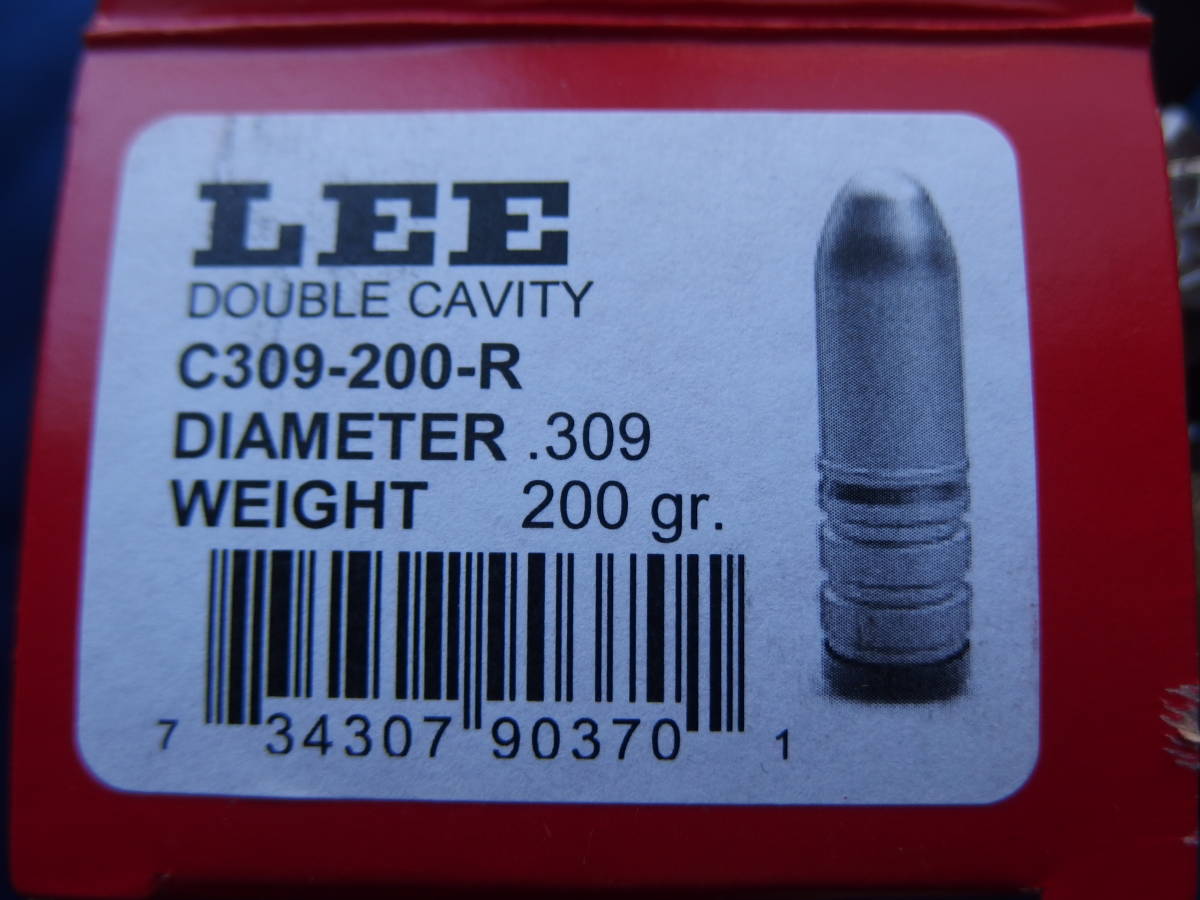 LEE
DOUBLE CAVITY
C309-200-R
DIAMETER .309
WEIGHT 200 gr.
7 34307 90370 1